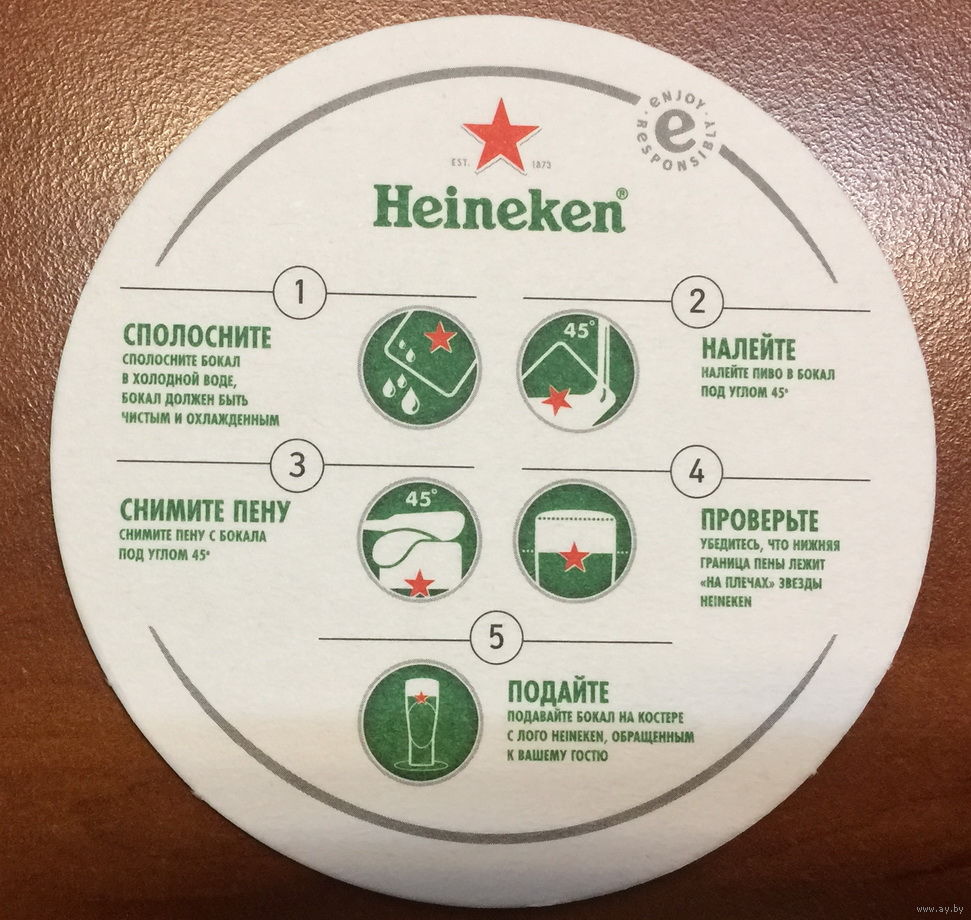 ENJOY RESPONSIBLY
e
EST. 1873
Heineken®
1
СПОЛОСНИТЕ
СПОЛОСНИТЕ БОКАЛ
В ХОЛОДНОЙ ВОДЕ,
БОКАЛ ДОЛЖЕН БЫТЬ
ЧИСТЫМ И ОХЛАЖДЕННЫМ
2
45°
НАЛЕЙТЕ
НАЛЕЙТЕ ПИВО В БОКАЛ
ПОД УГЛОМ 45°
3
СНИМИТЕ ПЕНУ
СНИМИТЕ ПЕНУ С БОКАЛА
ПОД УГЛОМ 45°
45°
4
ПРОВЕРЬТЕ
УБЕДИТЕСЬ, ЧТО НИЖНЯЯ
ГРАНИЦА ПЕНЫ ЛЕЖИТ
«НА ПЛЕЧАХ» ЗВЕЗДЫ
HEINEKEN
5
ПОДАЙТЕ
ПОДАВАЙТЕ БОКАЛ НА КОСТЕРЕ
С ЛОГО HEINEKEN, ОБРАЩЕННЫМ
К ВАШЕМУ ГОСТЮ
www.ay.by